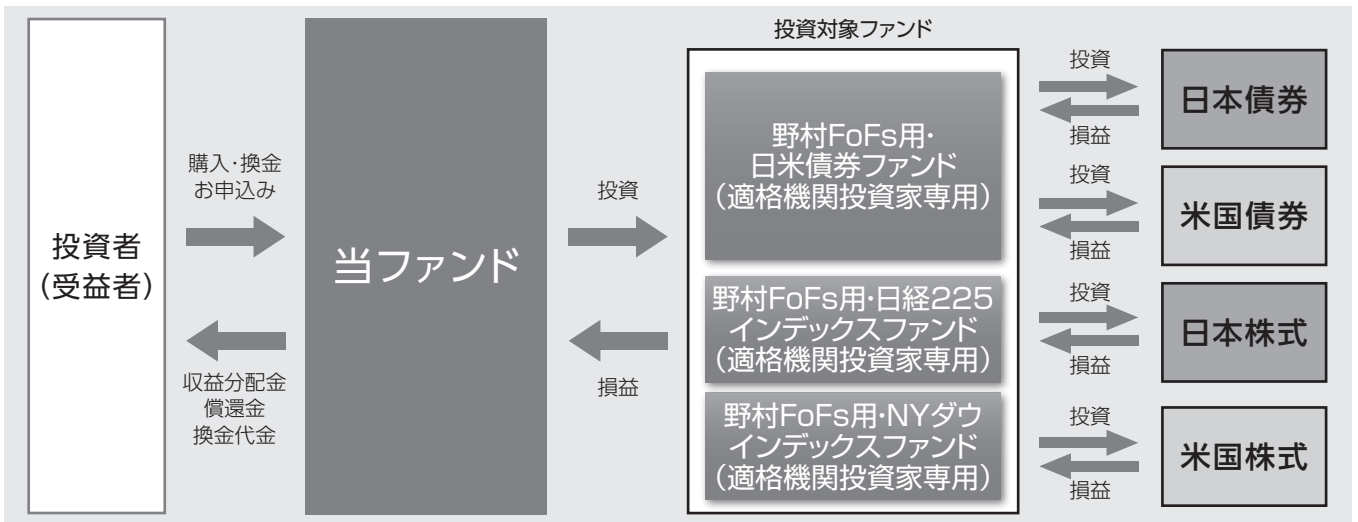 投資者
(受益者)
購入・換金
お申込み
収益分配金
償還金
換金代金
当ファンド
投資
損益
投資対象ファンド
野村FoFs用・
日米債券ファンド
(適格機関投資家専用)
野村FoFs用・日経225
インデックスファンド
(適格機関投資家専用)
野村FoFs用・NYダウ
インデックスファンド
(適格機関投資家専用)
投資
損益
日本債券
投資
損益
米国債券
投資
損益
日本株式
投資
損益
米国株式